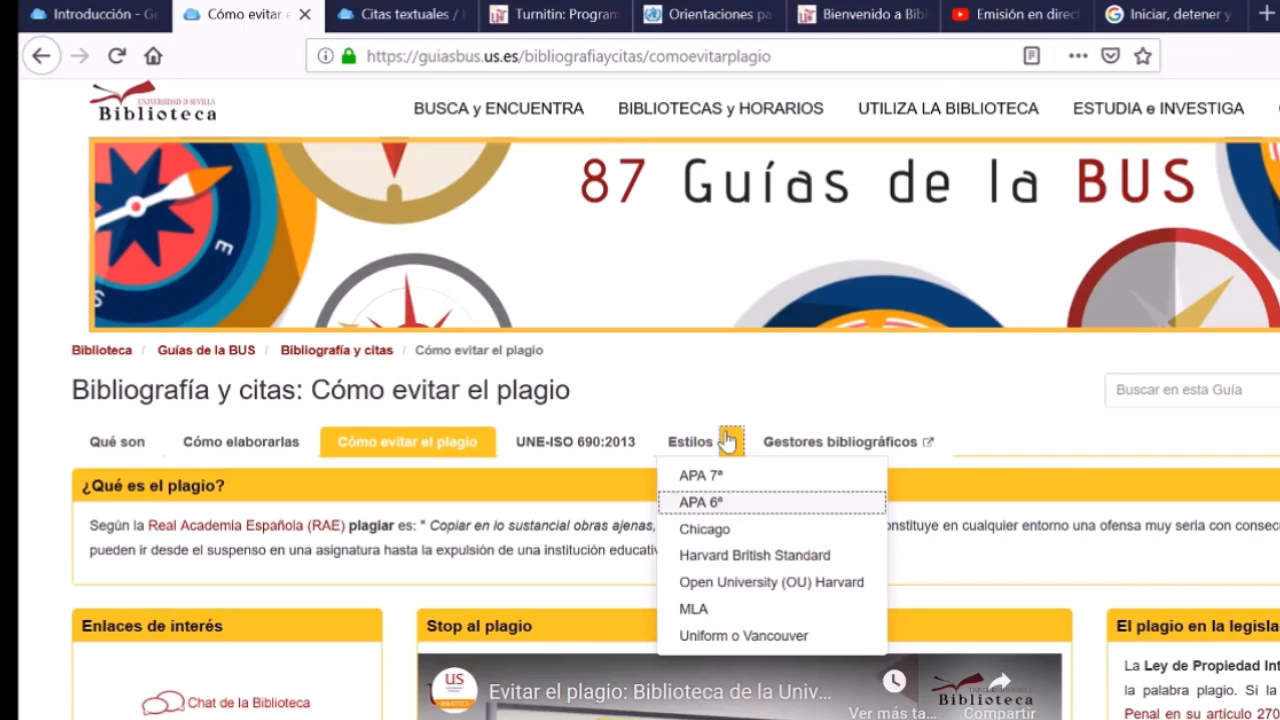 Introducción - G
Cómo evitar e
Citas textuales /
Turnitin: Program
Orientaciones pa
Bienvenido a Bib
Emisión en direct
Iniciar, detener y
https://guiasbus.us.es/bibliografiaycitas/comoevitarplagio
UNIVERSIDAD D SEVILLA
Biblioteca
BUSCA y ENCUENTRA
BIBLIOTECAS y HORARIOS
UTILIZA LA BIBLIOTECA
ESTUDIA e INVESTIGA
87 Guías de la BUS
E
S
Biblioteca / Guías de la BUS / Bibliografía y citas / Cómo evitar el plagio
Bibliografía y citas: Cómo evitar el plagio
Buscar en esta Guía
Qué son
Cómo elaborarlas
Cómo evitar el plagio
UNE-ISO 690:2013
Estilos
Gestores bibliográficos
APA 7ª
APA 6ª
Chicago
Harvard British Standard
Open University (OU) Harvard
MLA
Uniform o Vancouver
¿Qué es el plagio?
Según la Real Academia Española (RAE) plagiar es: " Copiar en lo sustancial obras ajenas, onstituye en cualquier entorno una ofensa muy seria con consec
pueden ir desde el suspenso en una asignatura hasta la expulsión de una institución educativ
Enlaces de interés
Chat de la Biblioteca
Stop al plagio
US
BIBLIOTECA
Evitar el plagio: Biblioteca de la Univ...
Ver más ta...
Compartir
Biblioteca
El plagio en la legisla
La Ley de Propiedad Int
la palabra plagio. Sí la
Penal en su artículo 270